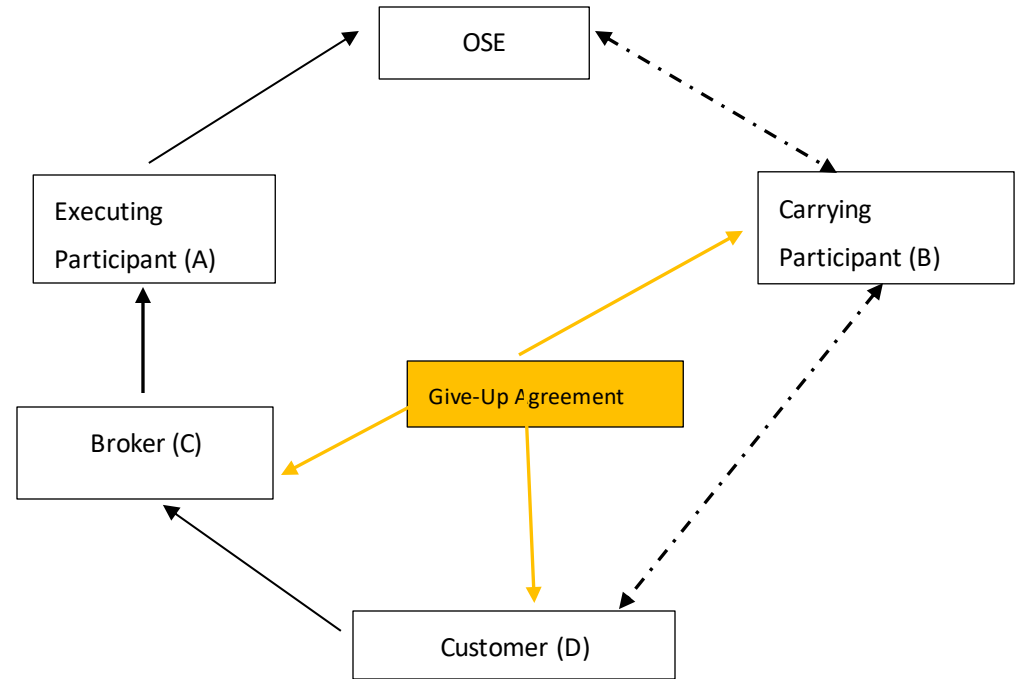 OSE
Executing
Participant (A)
Carrying
Participant (B)
Give-Up Agreement
Broker (C)
Customer (D)